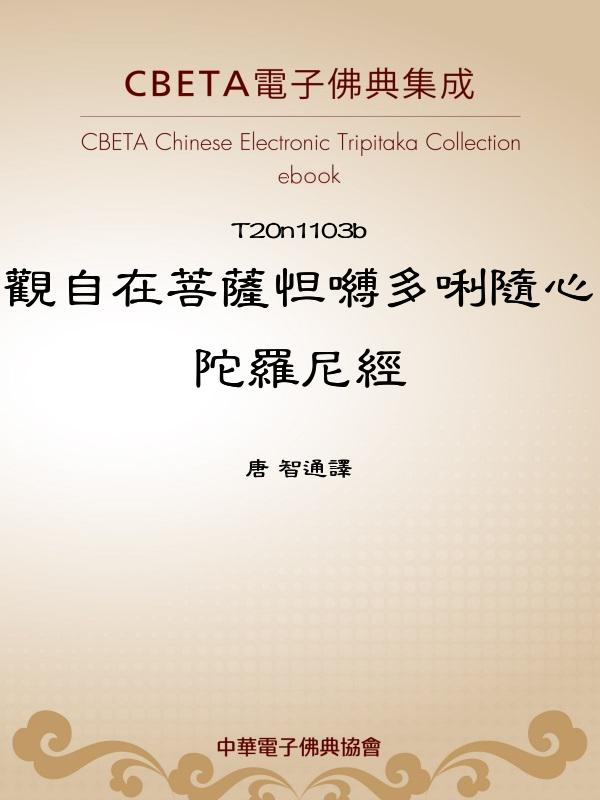 CBETA電子佛典集成
CBETA Chinese Electronic Tripitaka Collection
ebook
T20n1103b
觀自在菩薩怛嚩多唎隨心
陀羅尼經
唐 智通譯
中華電子佛典協會